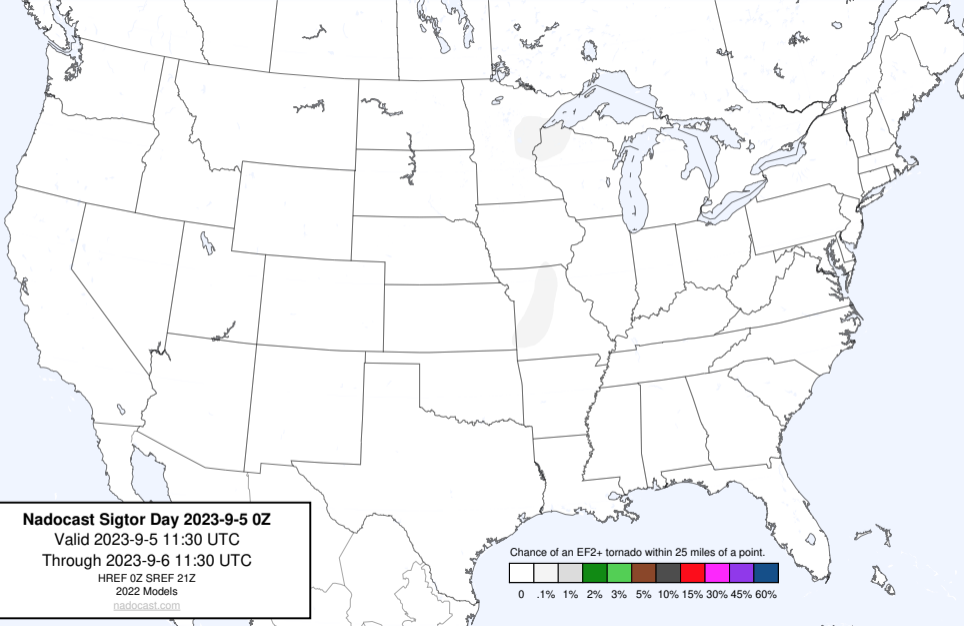 Nadocast Sigtor Day 2023-9-5 0Z
Valid 2023-9-5 11:30 UTC
Through 2023-9-6 11:30 UTC
HREF 0Z SREF 21Z
2022 Models
nadocast.com
Chance of an EF2+ tornado within 25 miles of a point.
0 .1% 1% 2% 3% 5% 10% 15% 30% 45% 60%